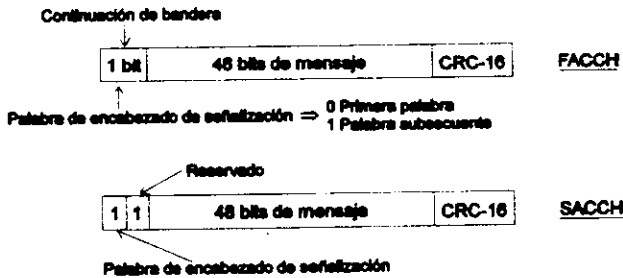 Continuación de bandera
1 bit 48 bits de mensaje CRC-16 FACCH
Palabra de encabezado de señalización ⇒ 0 Primera palabra
1 Palabra subsecuente
Reservado
1 1 48 bits de mensaje CRC-16 SACCH
Palabra de encabezado de señalización